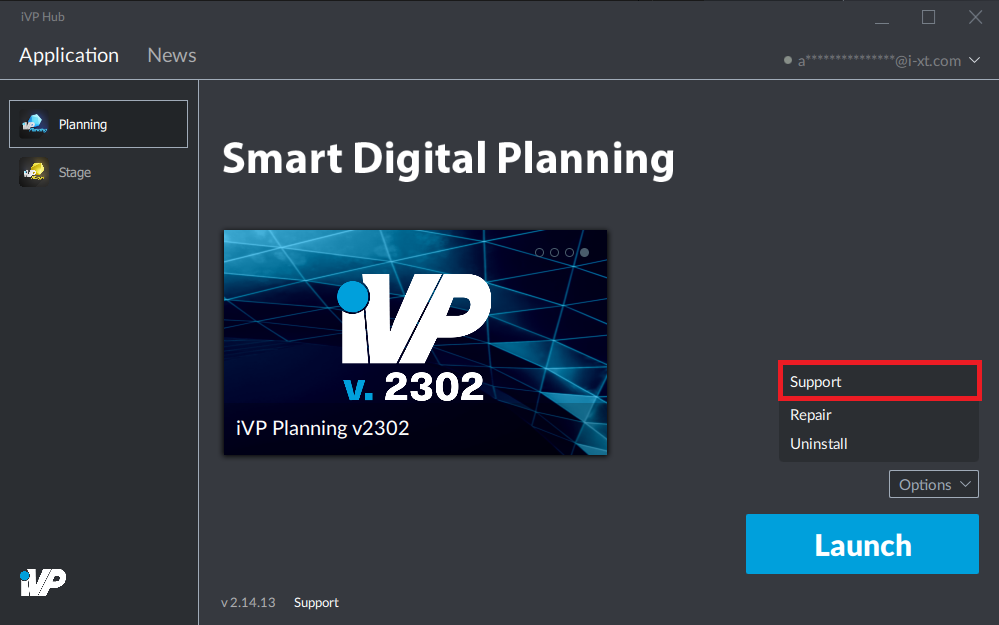 iVP Hub
Application News
a***************@i-xt.com
Planning
Stage
Smart Digital Planning
iVP
v. 2302
iVP Planning v2302
Support
Repair
Uninstall
Options
Launch
iVP
v 2.14.13 Support